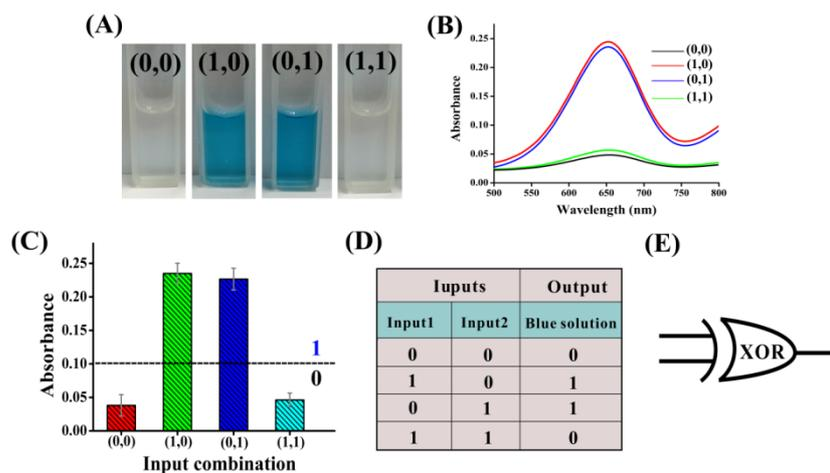 (A)
(0,0) (1,0) (0,1) (1,1)
(B)
0.25
0.20
0.15
0.10
0.05
0.00
Absorbance
500 550 600 650 700 750 800
Wavelength (nm)
(0,0)
(1,0)
(0,1)
(1,1)
(C)
0.25
0.20
0.15
0.10
0.05
0.00
Absorbance
1
0
(0,0) (1,0) (0,1) (1,1)
Input combination
(D)
Iuputs Output
Input1 Input2 Blue solution
0 0 0
1 0 1
0 1 1
1 1 0
(E)
XOR